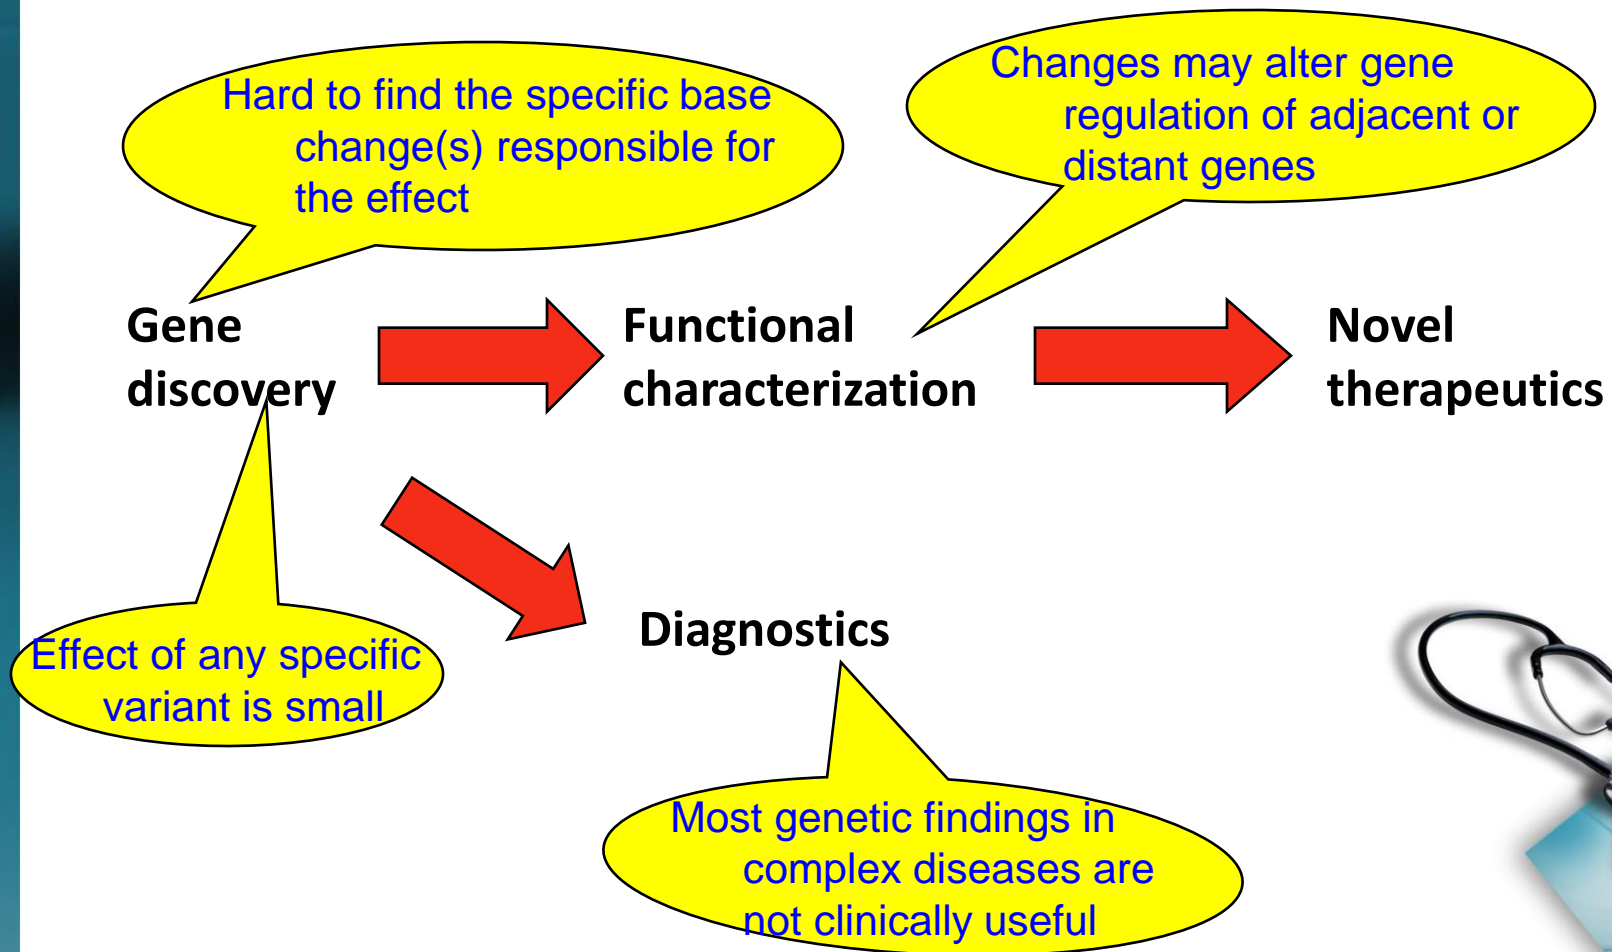 Hard to find the specific base
change(s) responsible for
the effect
Changes may alter gene
regulation of adjacent or
distant genes
Gene
discovery
Functional
characterization
Novel
therapeutics
Effect of any specific
variant is small
Diagnostics
Most genetic findings in
complex diseases are
not clinically useful